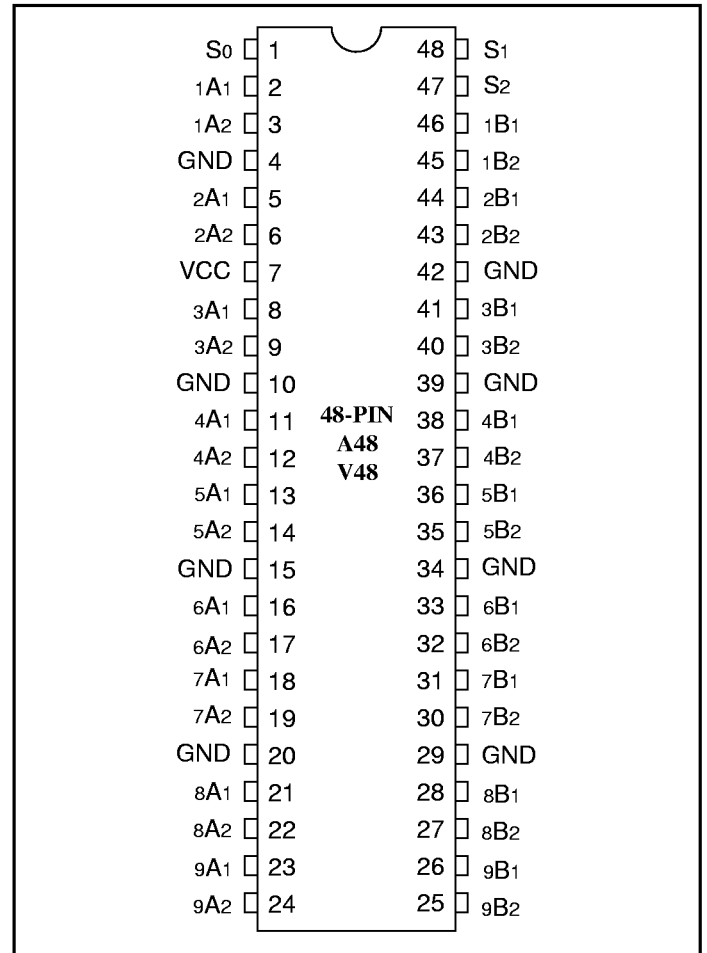 S0 1 48 S1
1A1 2 47 S2
1A2 3 46 1B1
GND 4 45 1B2
2A1 5 44 2B1
2A2 6 43 2B2
VCC 7 42 GND
3A1 8 41 3B1
3A2 9 40 3B2
GND 10 39 GND
4A1 11 48-PIN 38 4B1
A48
4A2 12 37 4B2
V48
5A1 13 36 5B1
5A2 14 35 5B2
GND 15 34 GND
6A1 16 33 6B1
6A2 17 32 6B2
7A1 18 31 7B1
7A2 19 30 7B2
GND 20 29 GND
8A1 21 28 8B1
8A2 22 27 8B2
9A1 23 26 9B1
9A2 24 25 9B2